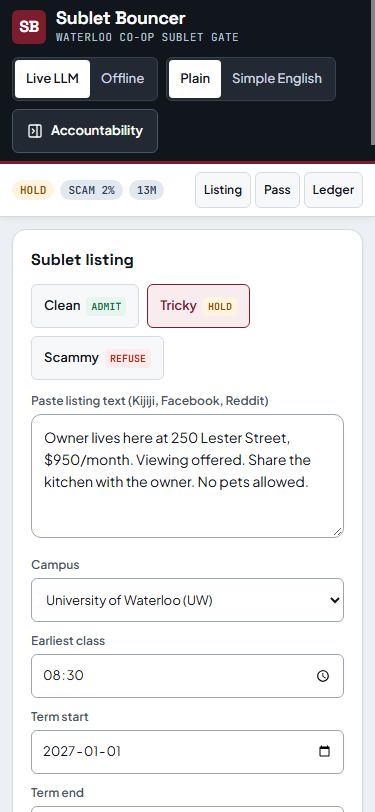 SB Sublet Bouncer
WATERLOO CO-OP SUBLET GATE
Live LLM Offline Plain Simple English
Accountability
HOLD SCAM 2% 13M Listing Pass Ledger
Sublet listing
Clean ADMIT Tricky HOLD
Scammy REFUSE
Paste listing text (Kijiji, Facebook, Reddit)
Owner lives here at 250 Lester Street,
$950/month. Viewing offered. Share the
kitchen with the owner. No pets allowed.
Campus
University of Waterloo (UW)
Earliest class
08:30
Term start
2027-01-01
Term end